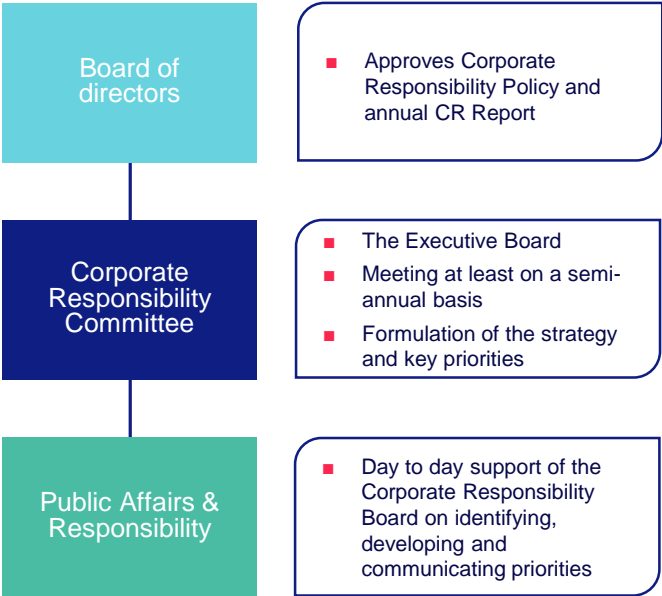 Board of
directors
■ Approves Corporate
Responsibility Policy and
annual CR Report
Corporate
Responsibility
Committee
■ The Executive Board
■ Meeting at least on a semi-
annual basis
■ Formulation of the strategy
and key priorities
Public Affairs &
Responsibility
■ Day to day support of the
Corporate Responsibility
Board on identifying,
developing and
communicating priorities